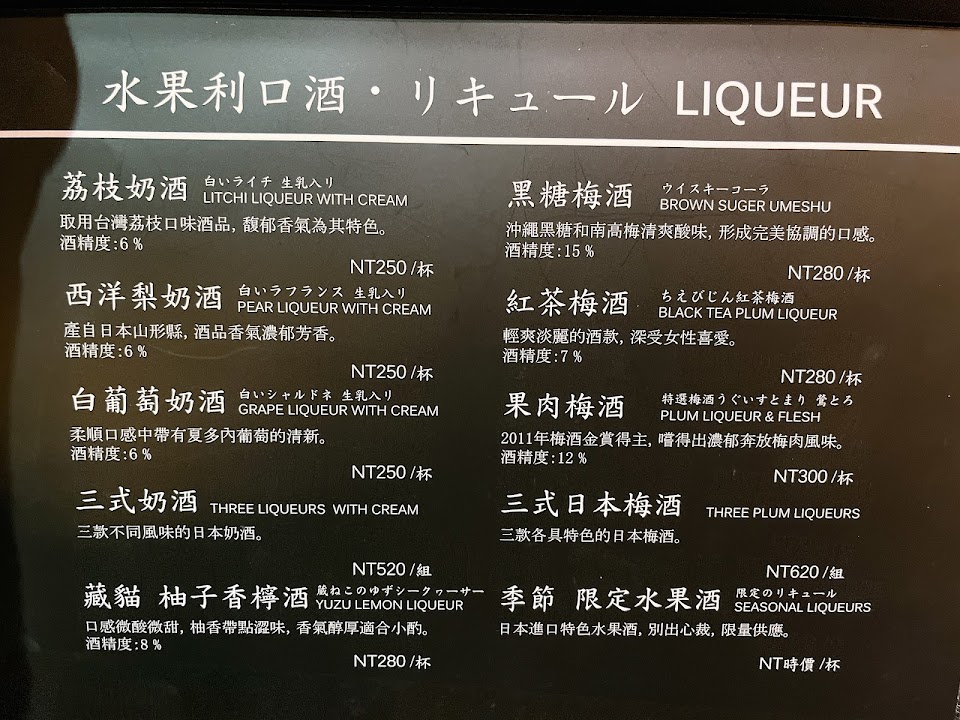 水果利口酒・リキュール LIQUEUR
荔枝奶酒 白いライチ 生乳入り
LITCHI LIQUEUR WITH CREAM
取用台灣荔枝口味酒品, 馥郁香氣為其特色。
酒精度:6%
NT250 /杯
西洋梨奶酒 白いラフランス 生乳入り
PEAR LIQUEUR WITH CREAM
產自日本山形縣, 酒品香氣濃郁芳香。
酒精度:6%
NT250 /杯
白葡萄奶酒 白いシャルドネ 生乳入り
GRAPE LIQUEUR WITH CREAM
柔順口感中帶有夏多內葡萄的清新。
酒精度:6%
NT250 /杯
三式奶酒 THREE LIQUEURS WITH CREAM
三款不同風味的日本奶酒。
NT520 /組
藏貓 柚子香檸酒 蔵ねこのゆずシークヮーサー
YUZU LEMON LIQUEUR
口感微酸微甜, 柚香帶點澀味, 香氣醇厚適合小酌。
酒精度:8%
NT280 /杯
黑糖梅酒 ウイスキーコーラ
BROWN SUGER UMESHU
沖繩黑糖和南高梅清爽酸味, 形成完美協調的口感。
酒精度:15%
NT280 /杯
紅茶梅酒 ちえびじん紅茶梅酒
BLACK TEA PLUM LIQUEUR
輕爽淡麗的酒款, 深受女性喜愛。
酒精度:7%
NT280 /杯
果肉梅酒 特選梅酒うぐいすとまり 鶯とろ
PLUM LIQUEUR & FLESH
2011年梅酒金賞得主, 嚐得出濃郁奔放梅肉風味。
酒精度:12%
NT300 /杯
三式日本梅酒 THREE PLUM LIQUEURS
三款各具特色的日本梅酒。
NT620 /組
季節 限定水果酒 限定のリキュール
SEASONAL LIQUEURS
日本進口特色水果酒, 別出心裁, 限量供應。
NT時價 /杯